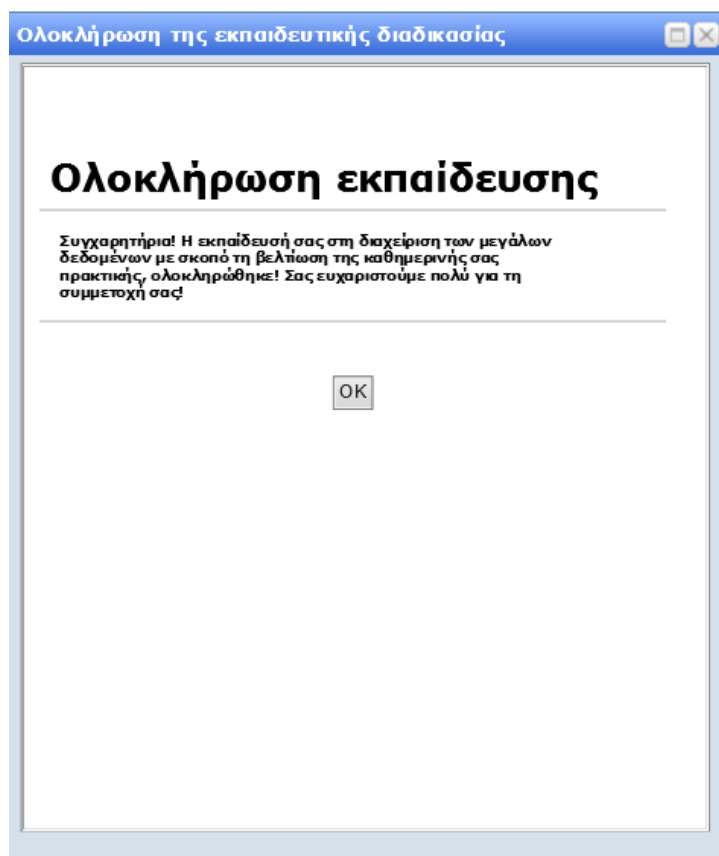 Ολοκλήρωση της εκπαιδευτικής διαδικασίας
Ολοκλήρωση εκπαίδευσης
Συγχαρητήρια! Η εκπαίδευσή σας στη διαχείριση των μεγάλων
δεδομένων με σκοπό τη βελτίωση της καθημερινής σας
πρακτικής, ολοκληρώθηκε! Σας ευχαριστούμε πολύ για τη
συμμετοχή σας!
OK